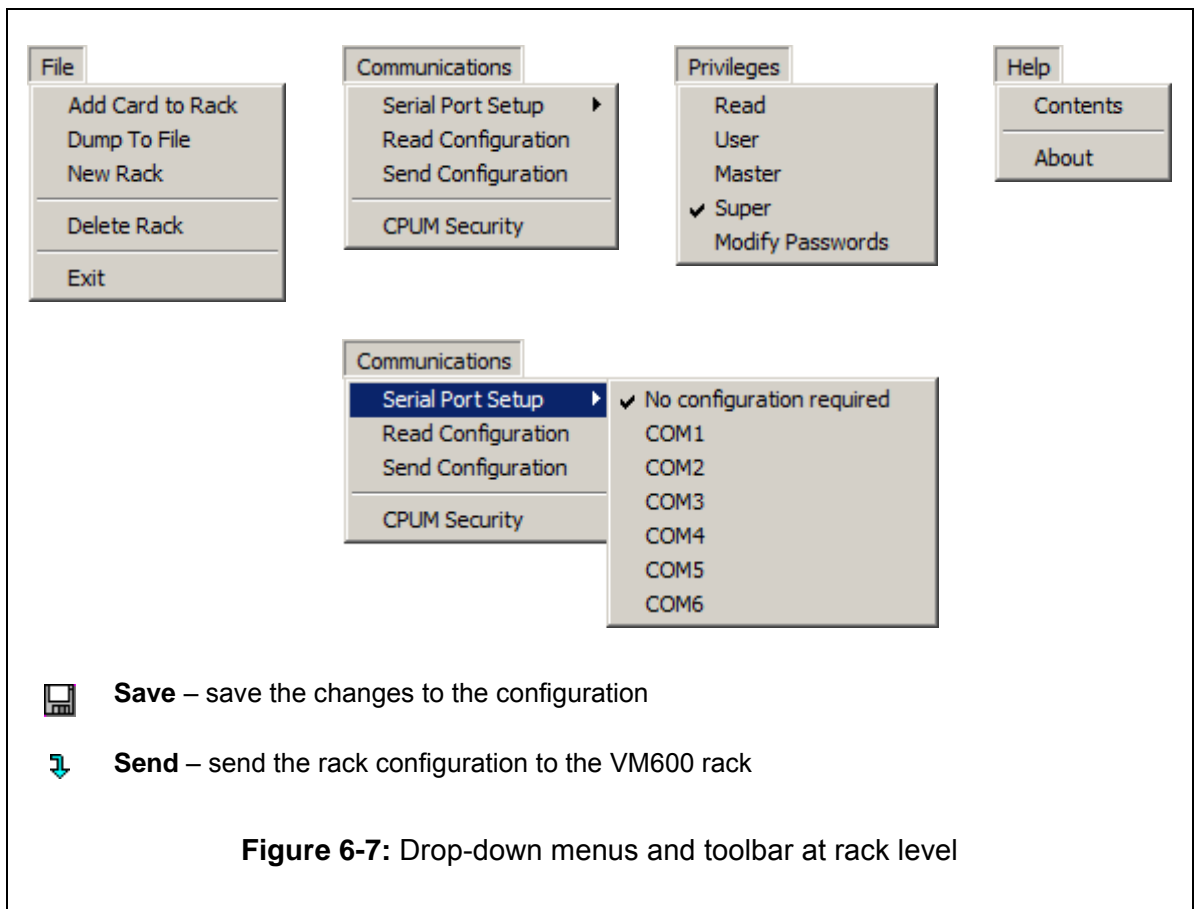 File
Add Card to Rack
Dump To File
New Rack
Delete Rack
Exit
Communications
Serial Port Setup
Read Configuration
Send Configuration
CPUM Security
Privileges
Read
User
Master
Super
Modify Passwords
Help
Contents
About
Communications
Serial Port Setup
Read Configuration
Send Configuration
CPUM Security
No configuration required
COM1
COM2
COM3
COM4
COM5
COM6
Save – save the changes to the configuration
Send – send the rack configuration to the VM600 rack
Figure 6-7: Drop-down menus and toolbar at rack level